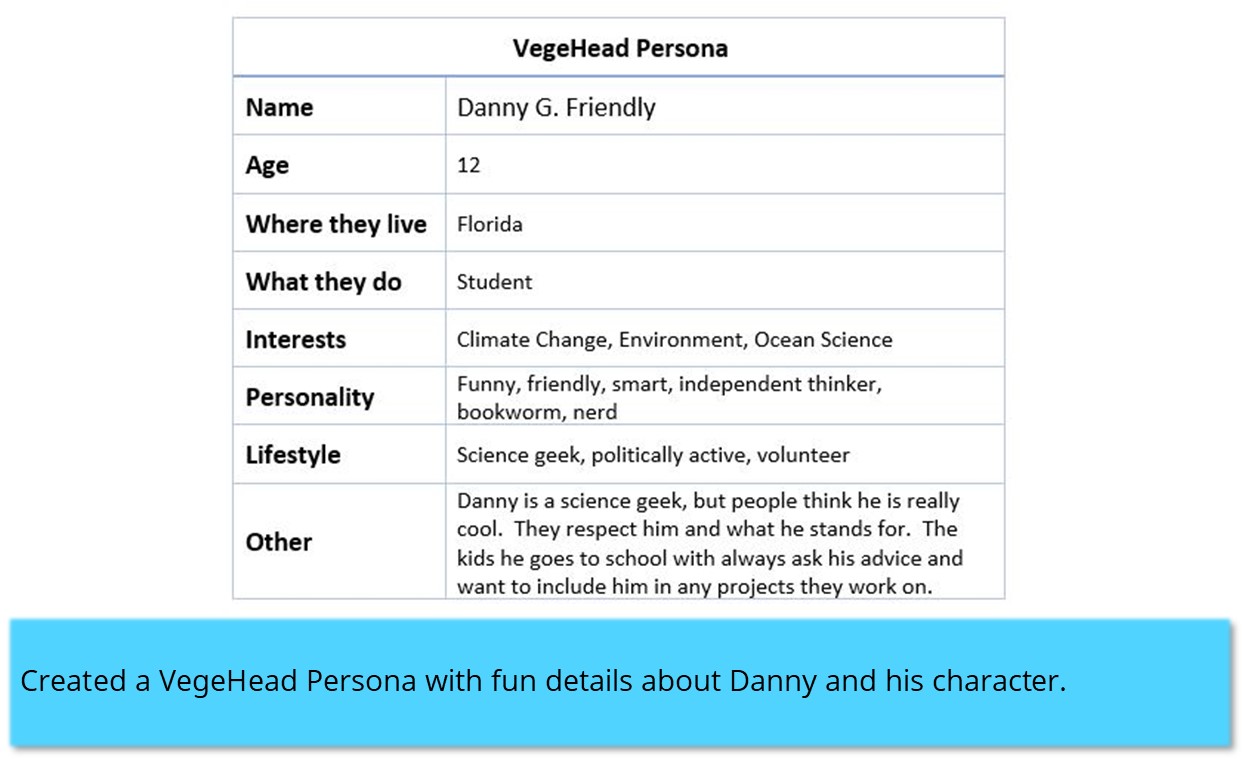 VegeHead Persona
Name
Danny G. Friendly
Age
12
Where they live
Florida
What they do
Student
Interests
Climate Change, Environment, Ocean Science
Personality
Funny, friendly, smart, independent thinker,
bookworm, nerd
Lifestyle
Science geek, politically active, volunteer
Other
Danny is a science geek, but people think he is really
cool.  They respect him and what he stands for.  The
kids he goes to school with always ask his advice and
want to include him in any projects they work on.
Created a VegeHead Persona with fun details about Danny and his character.